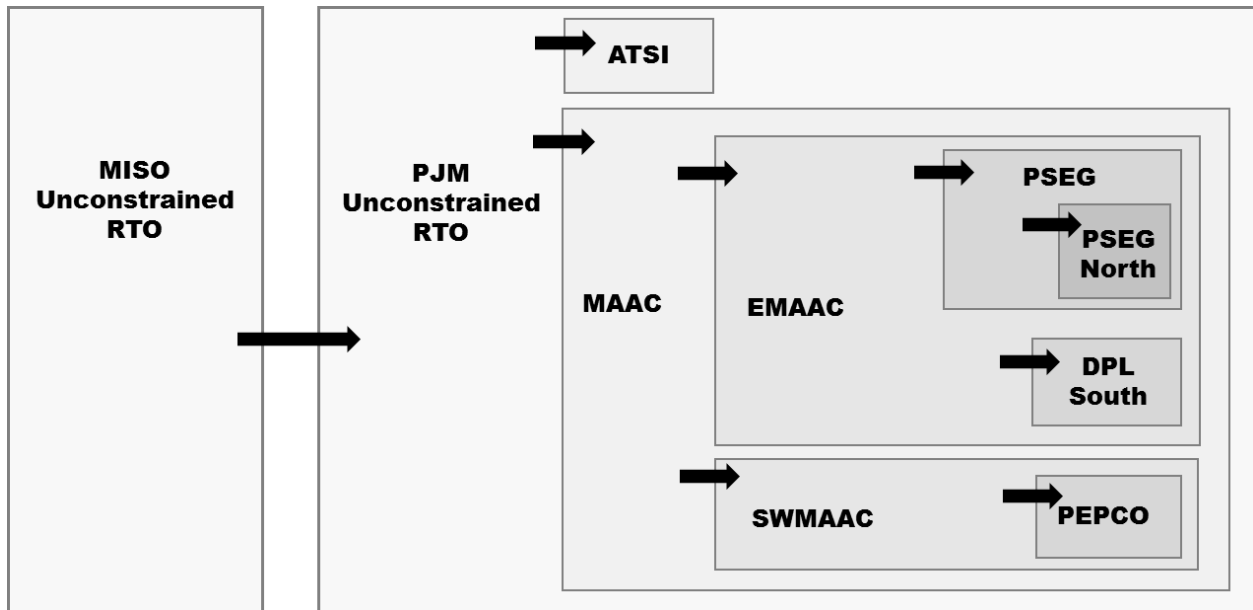 MISO
Unconstrained
RTO
PJM
Unconstrained
RTO
ATSI
MAAC
EMAAC
PSEG
PSEG
North
DPL
South
SWMAAC
PEPCO